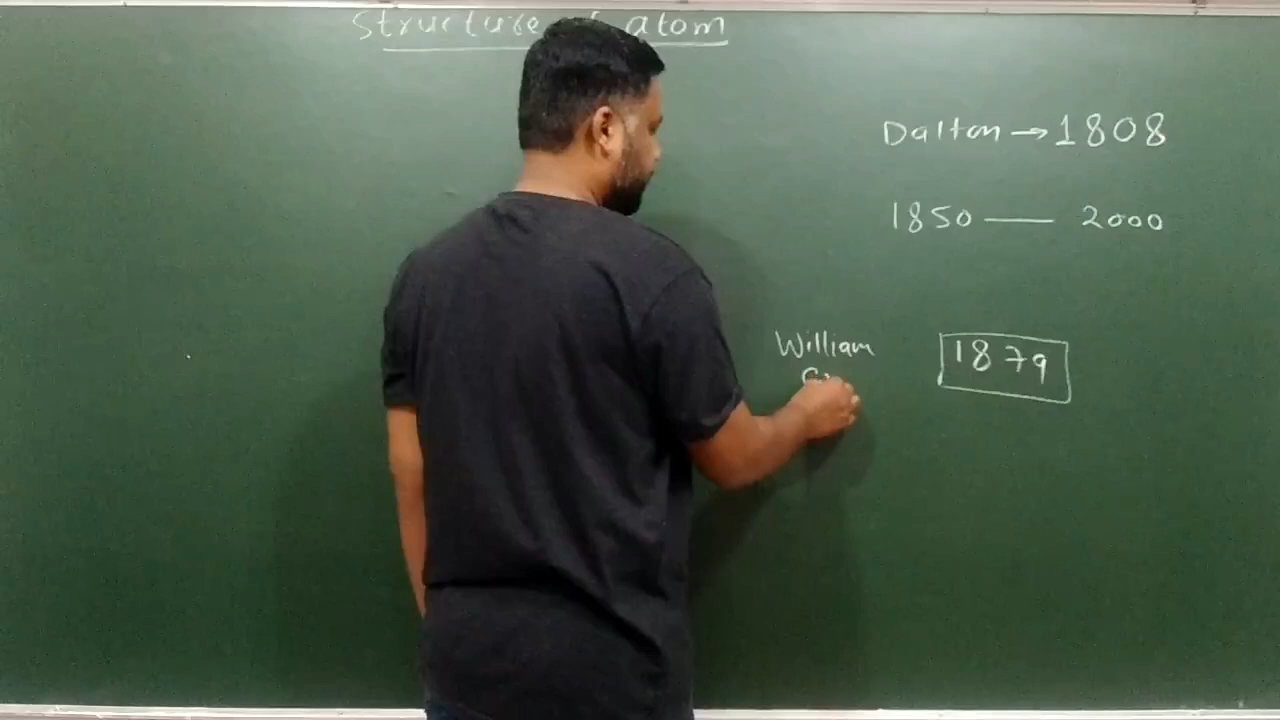 Structure of atom
Dalton → 1808
1850 — 2000
William
1879